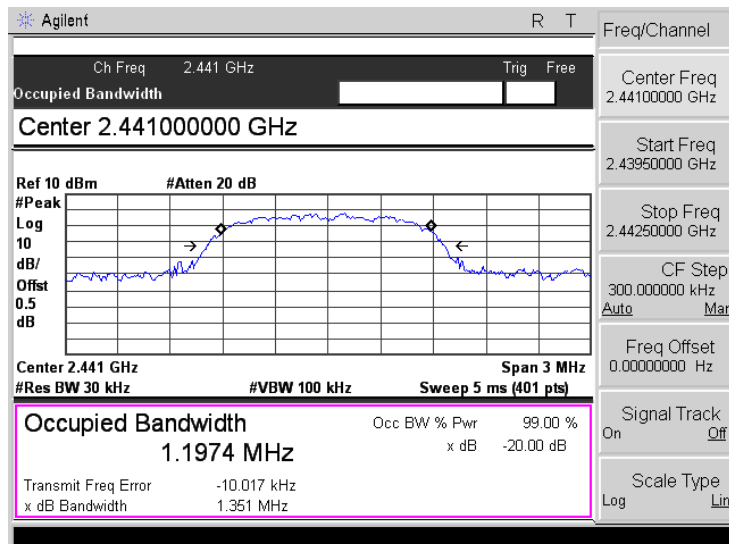 Agilent R T
Ch Freq 2.441 GHz Trig Free
Occupied Bandwidth
Center 2.441000000 GHz
Ref 10 dBm #Atten 20 dB
#Peak
Log
10
dB/
Offst
0.5
dB
Center 2.441 GHz Span 3 MHz
#Res BW 30 kHz #VBW 100 kHz Sweep 5 ms (401 pts)
Occupied Bandwidth Occ BW % Pwr 99.00 %
1.1974 MHz x dB -20.00 dB
Transmit Freq Error -10.017 kHz
x dB Bandwidth 1.351 MHz
Freq/Channel
Center Freq
2.44100000 GHz
Start Freq
2.43950000 GHz
Stop Freq
2.44250000 GHz
CF Step
300.000000 kHz
Auto Man
Freq Offset
0.00000000 Hz
Signal Track
On Off
Scale Type
Log Lin